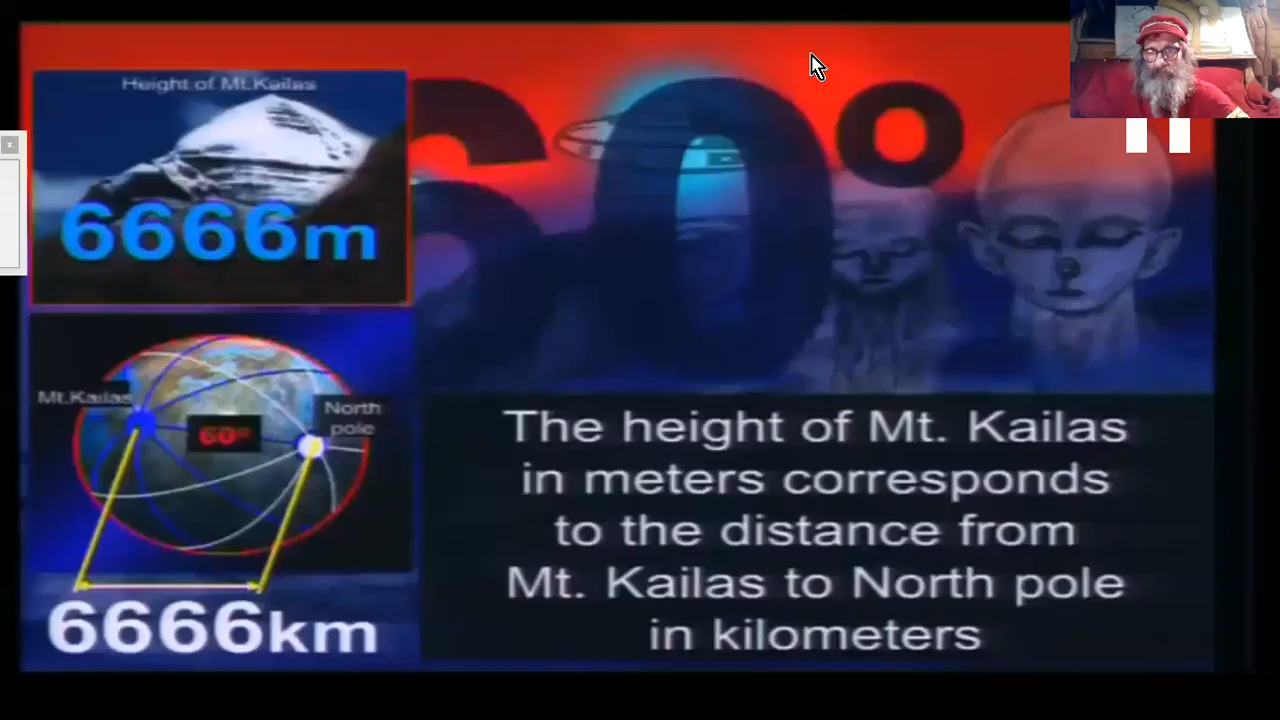 Height of Mt.Kailas
6666m
60°
Mt.Kailas
60°
North
pole
6666km
The height of Mt. Kailas
in meters corresponds
to the distance from
Mt. Kailas to North pole
in kilometers